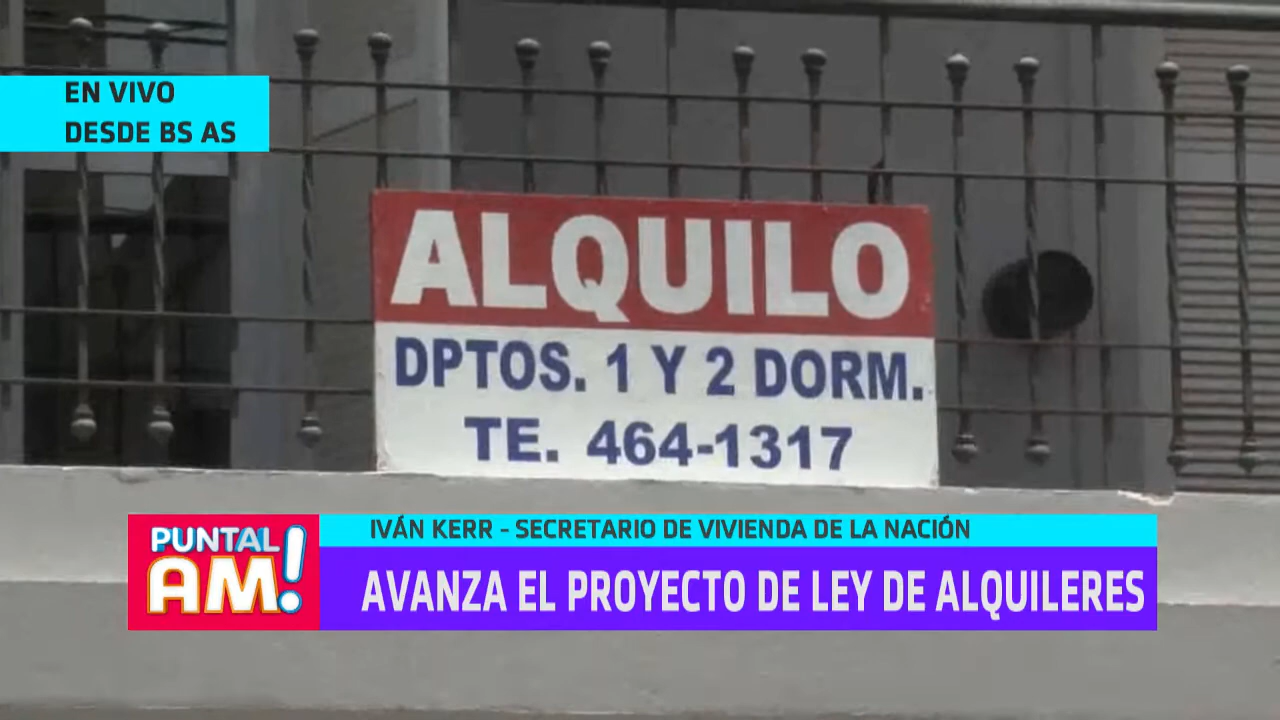 EN VIVO
DESDE BS AS
ALQUILO
DPTOS. 1 Y 2 DORM.
TE. 464-1317
PUNTAL
AM!
IVÁN KERR - SECRETARIO DE VIVIENDA DE LA NACIÓN
AVANZA EL PROYECTO DE LEY DE ALQUILERES